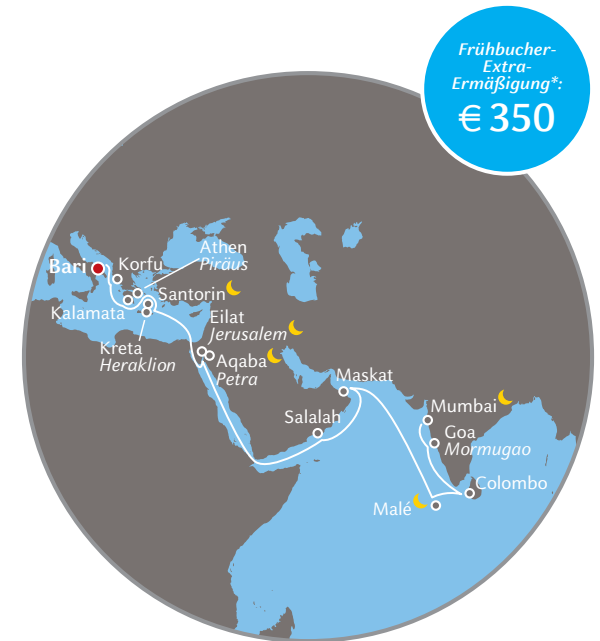 Frühbucher-
Extra-
Ermäßigung*:
€ 350
Athen
Piräus
Bari
Korfu
Santorin
Kalamata
Eilat
Jerusalem
Kreta
Heraklion
Aqaba
Petra
Maskat
Salalah
Mumbai
Goa
Mormugao
Colombo
Malé